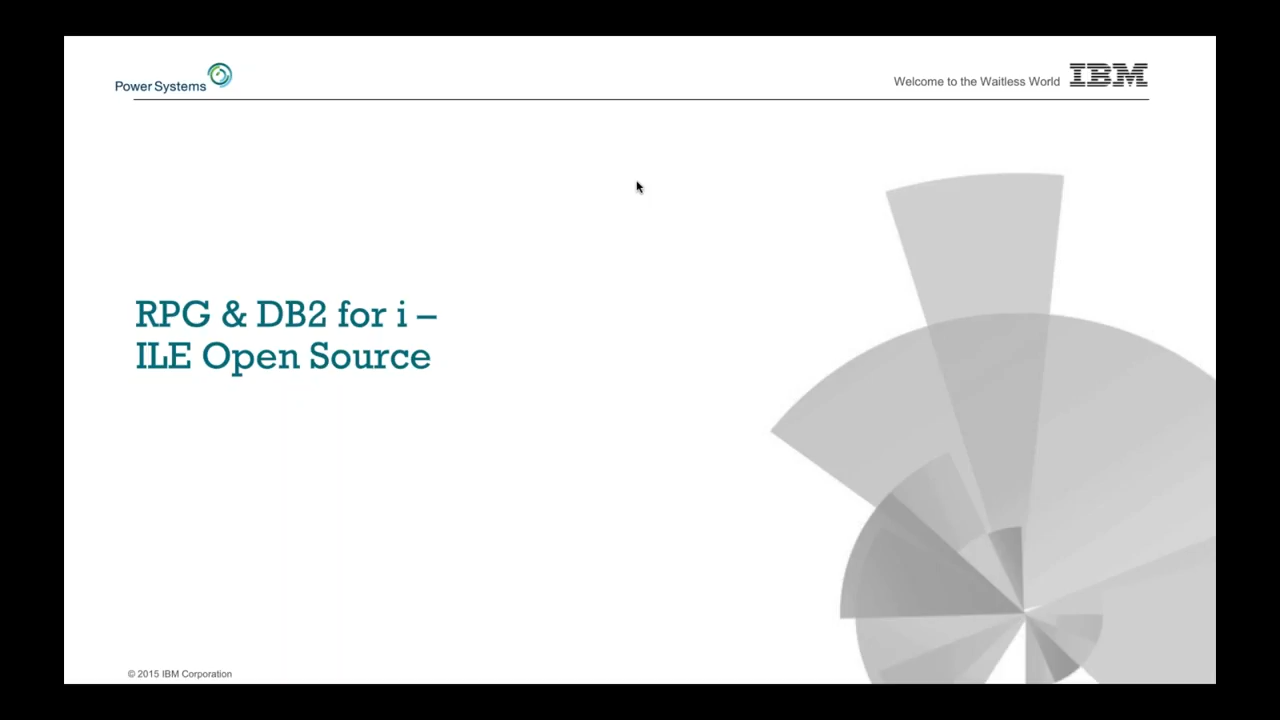 Power Systems
Welcome to the Waitless World
IBM
RPG & DB2 for i –
ILE Open Source
© 2015 IBM Corporation